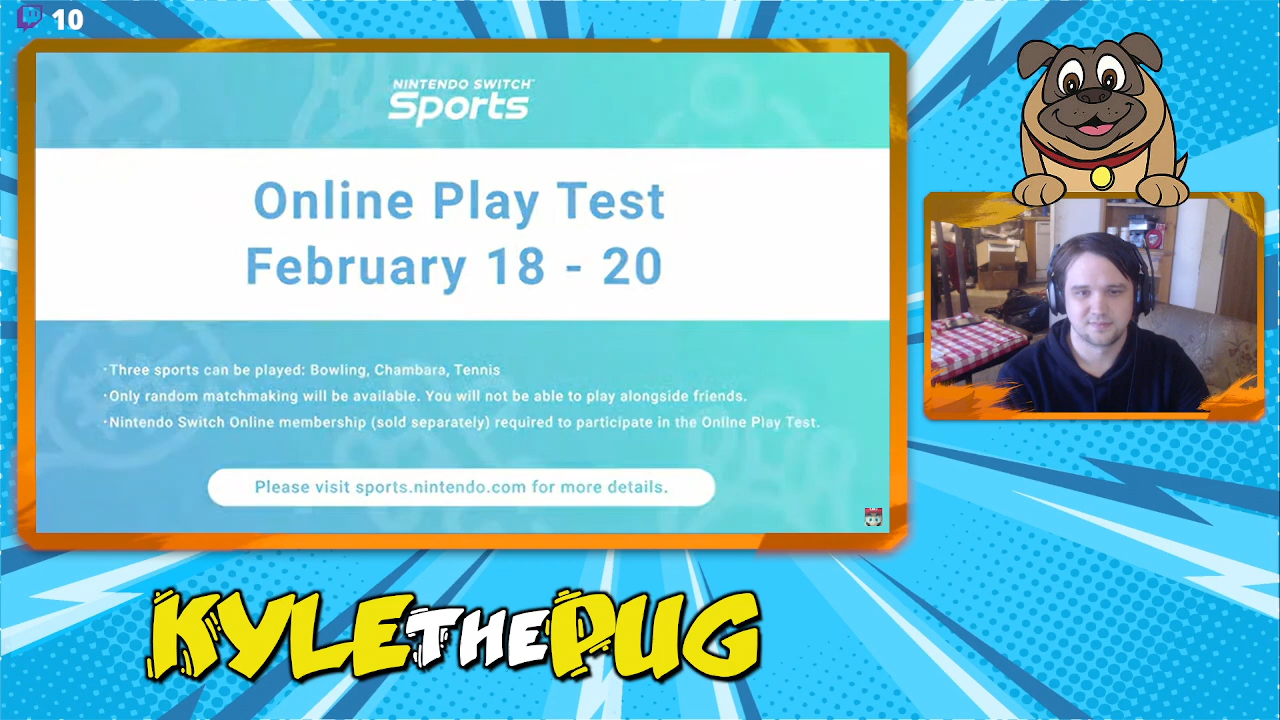 10
NINTENDO SWITCH™
Sports
Online Play Test
February 18 - 20
·Three sports can be played: Bowling, Chambara, Tennis
·Only random matchmaking will be available. You will not be able to play alongside friends.
·Nintendo Switch Online membership (sold separately) required to participate in the Online Play Test.
Please visit sports.nintendo.com for more details.
KYLETHEPUG